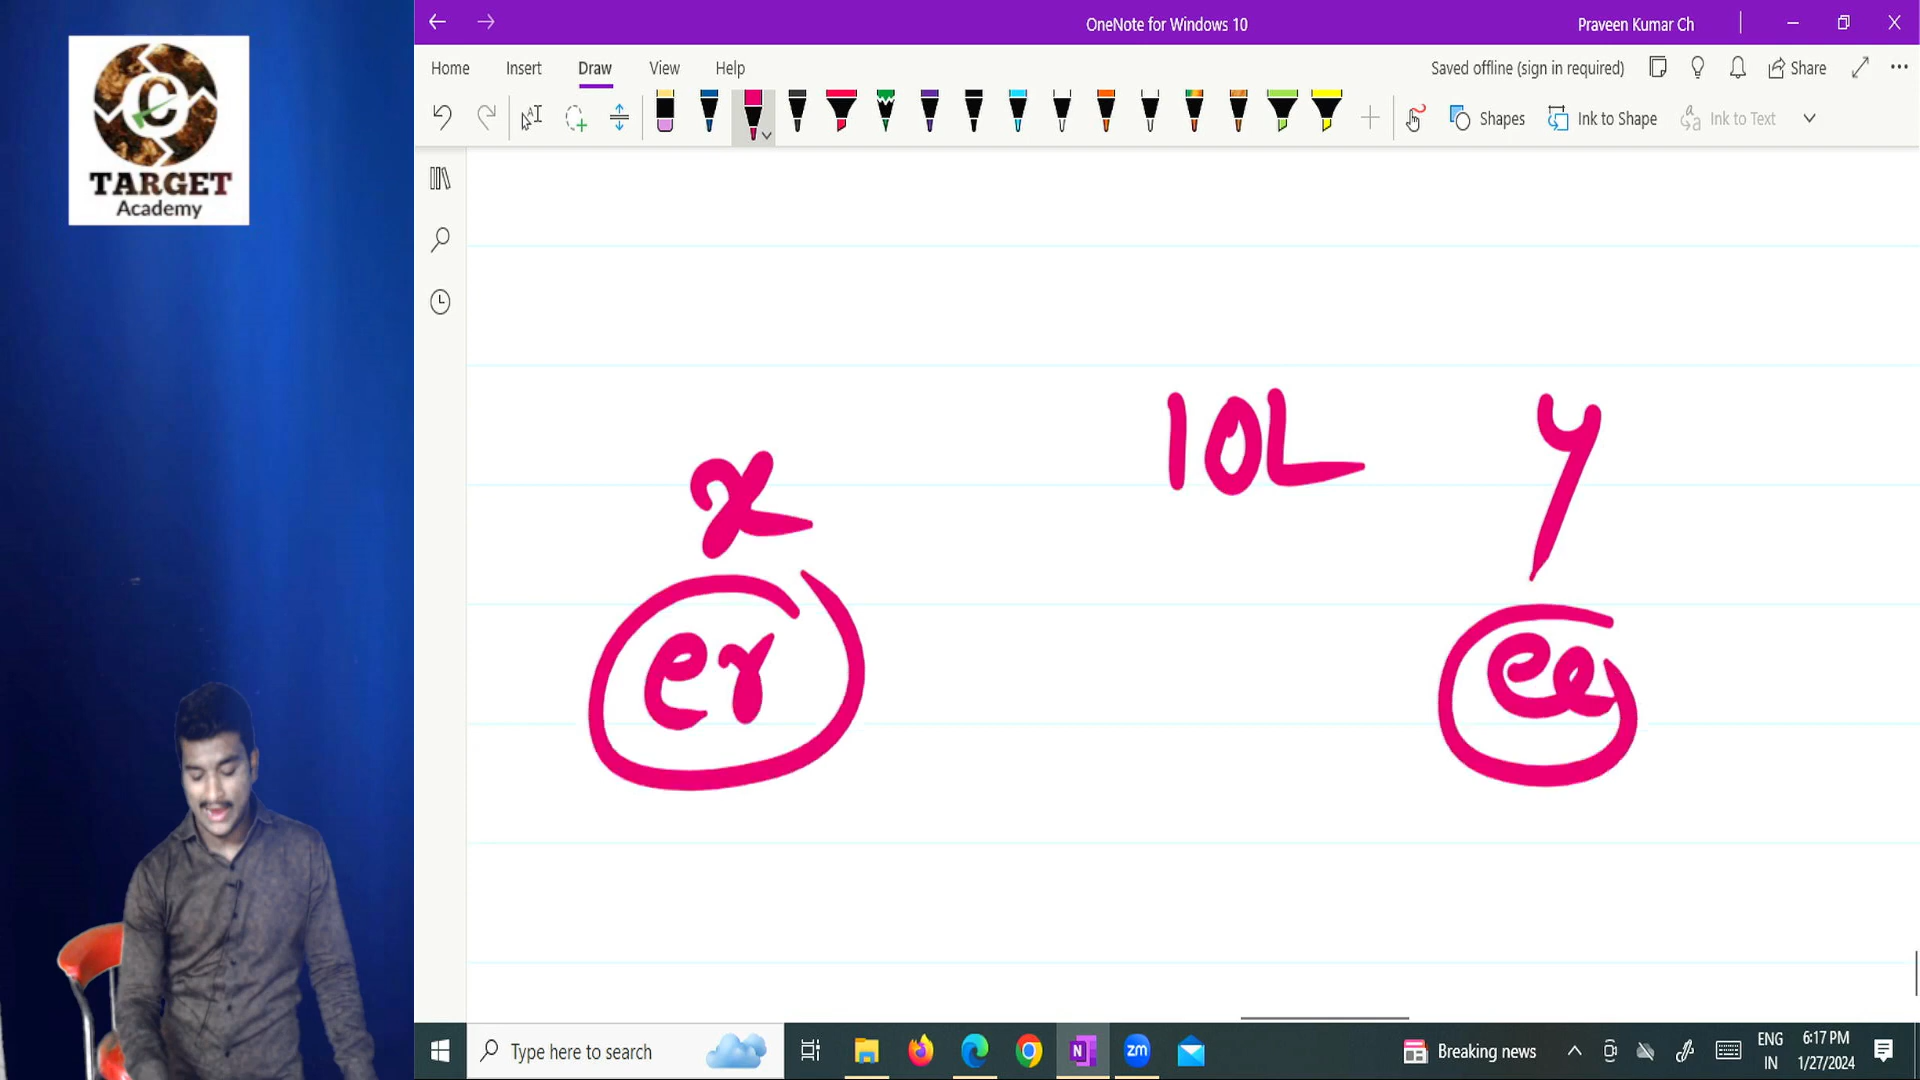 TARGET
Academy
OneNote for Windows 10
Praveen Kumar Ch
Home Insert Draw View Help
Saved offline (sign in required)
Share
Shapes
Ink to Shape
Ink to Text
10L
y
x
er
ee
Type here to search
N
zm
Breaking news
ENG
IN
6:17 PM
1/27/2024